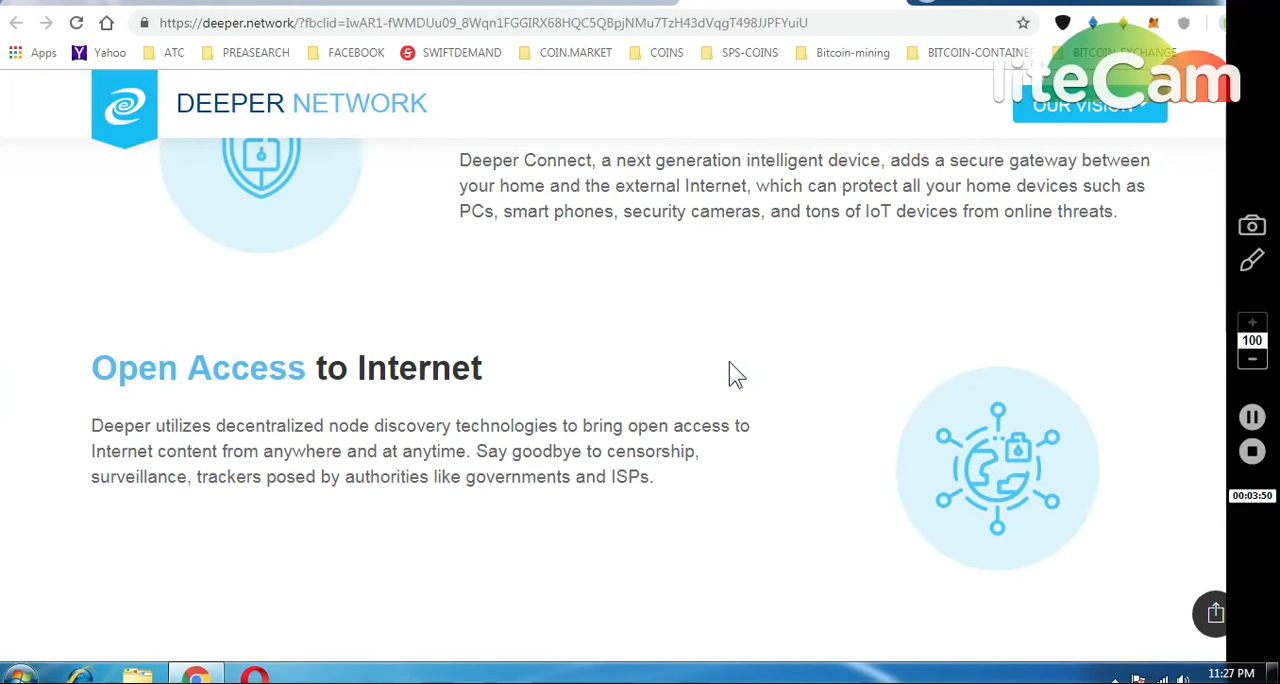 https://deeper.network/?fbclid=IwAR1-fWMDUu09_8Wqn1FGGIRX68HQC5QBpjNMu7TzH43dVqgT498JJPFYuiU
Apps Yahoo ATC PREASEARCH FACEBOOK SWIFTDEMAND COIN.MARKET COINS SPS-COINS Bitcoin-mining BITCOIN-CONTAINE BITCOIN-EXCHANGE
liteCam
DEEPER NETWORK
OUR VISION
Deeper Connect, a next generation intelligent device, adds a secure gateway between
your home and the external Internet, which can protect all your home devices such as
PCs, smart phones, security cameras, and tons of IoT devices from online threats.
100
Open Access to Internet
Deeper utilizes decentralized node discovery technologies to bring open access to
Internet content from anywhere and at anytime. Say goodbye to censorship,
surveillance, trackers posed by authorities like governments and ISPs.
00:03:50
11:27 PM